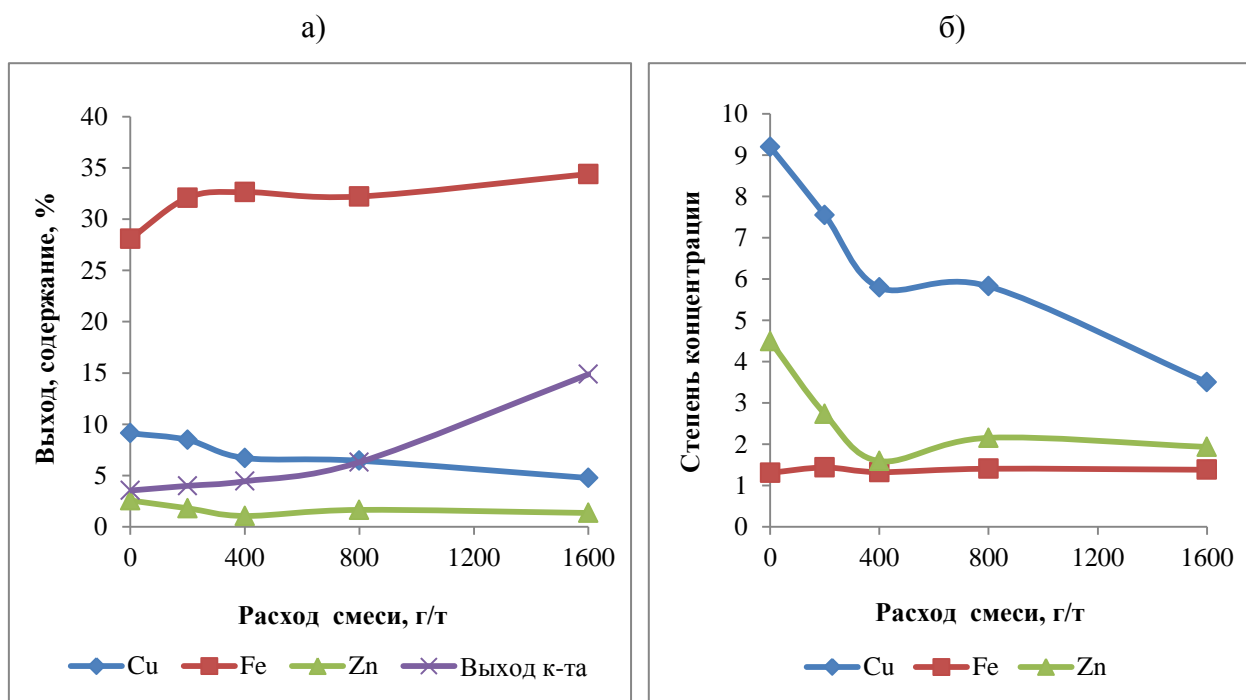 а)
б)
Выход, содержание, %
40
35
30
25
20
15
10
5
0
0
400
800
1200
1600
Расход смеси, г/т
Cu
Fe
Zn
Выход к-та
Степень концентрации
10
9
8
7
6
5
4
3
2
1
0
0
400
800
1200
1600
Расход смеси, г/т
Cu
Fe
Zn